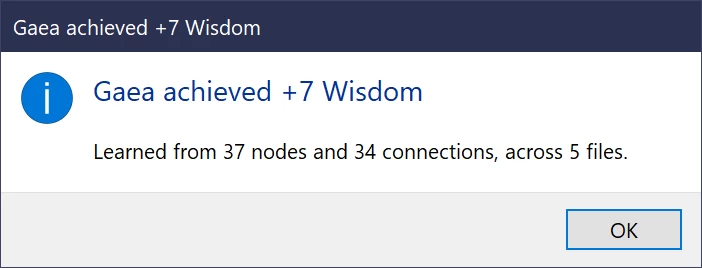 Gaea achieved +7 Wisdom
Gaea achieved +7 Wisdom
Learned from 37 nodes and 34 connections, across 5 files.
OK